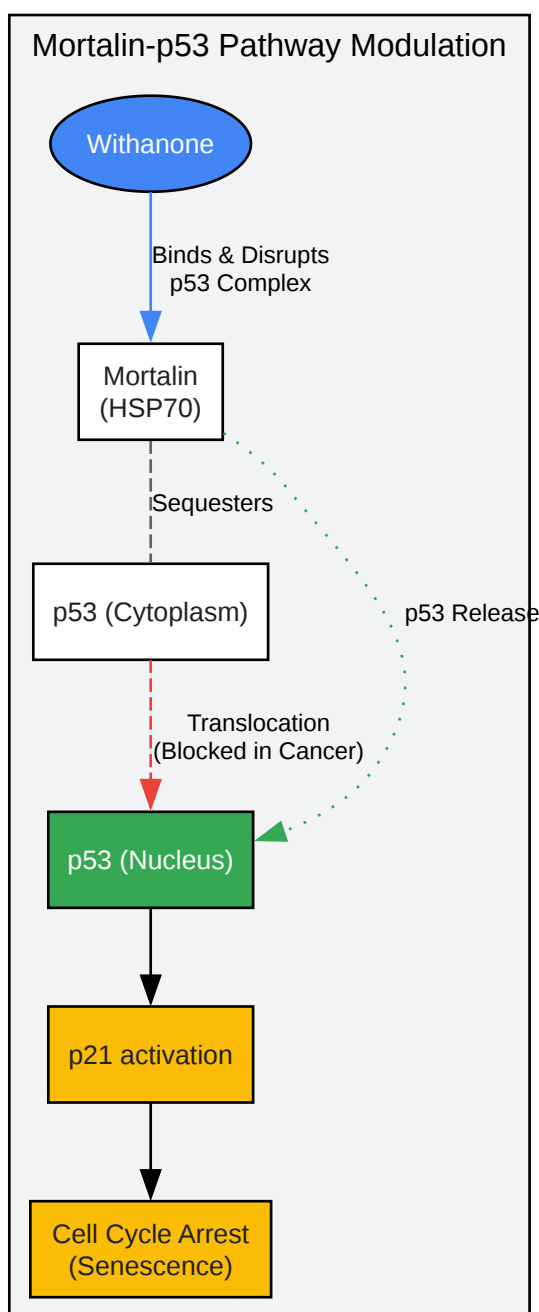 Mortalin-p53 Pathway Modulation
Withanone
Binds & Disrupts
p53 Complex
Mortalin
(HSP70)
Sequesters
p53 (Cytoplasm)
p53 Release
Translocation
(Blocked in Cancer)
p53 (Nucleus)
p21 activation
Cell Cycle Arrest
(Senescence)